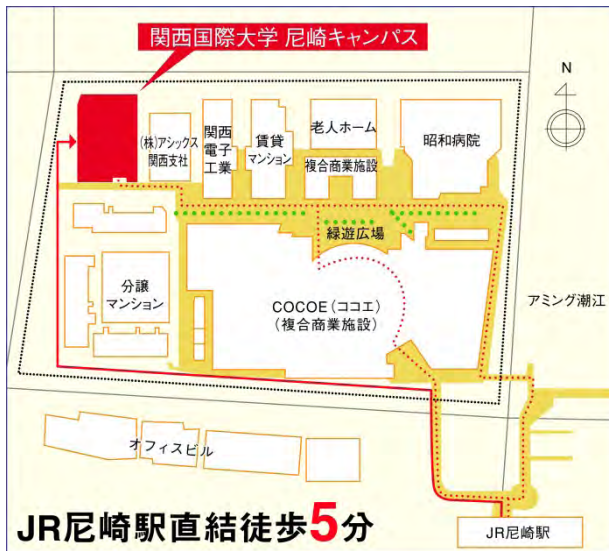 関西国際大学 尼崎キャンパス
N
(株)アシックス
関西支社
関西
電子
工業
賃貸
マンション
老人ホーム
複合商業施設
昭和病院
緑遊広場
分譲
マンション
COCOE(ココエ)
(複合商業施設)
アミング潮江
オフィスビル
JR尼崎駅直結徒歩5分
JR尼崎駅